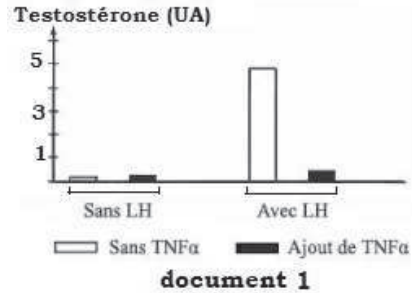 Testostérone (UA)
5
3
1
Sans LH Avec LH
Sans TNFα Ajout de TNFα
document 1